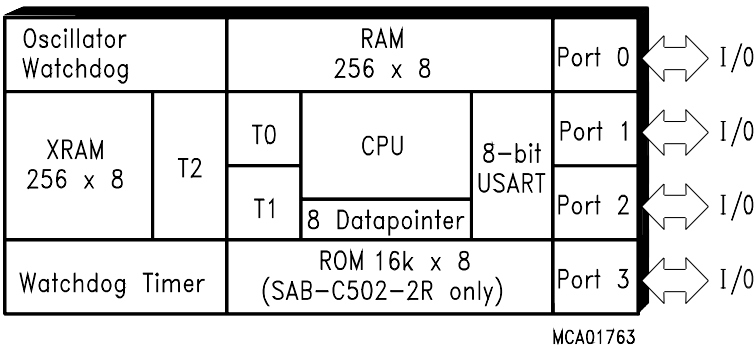 Oscillator
Watchdog
RAM
256 x 8
Port 0
I/0
XRAM
256 x 8
T2
T0
T1
CPU
8 Datapointer
8-bit
USART
Port 1
I/0
Port 2
I/0
Watchdog Timer
ROM 16k x 8
(SAB-C502-2R only)
Port 3
I/0
MCA01763